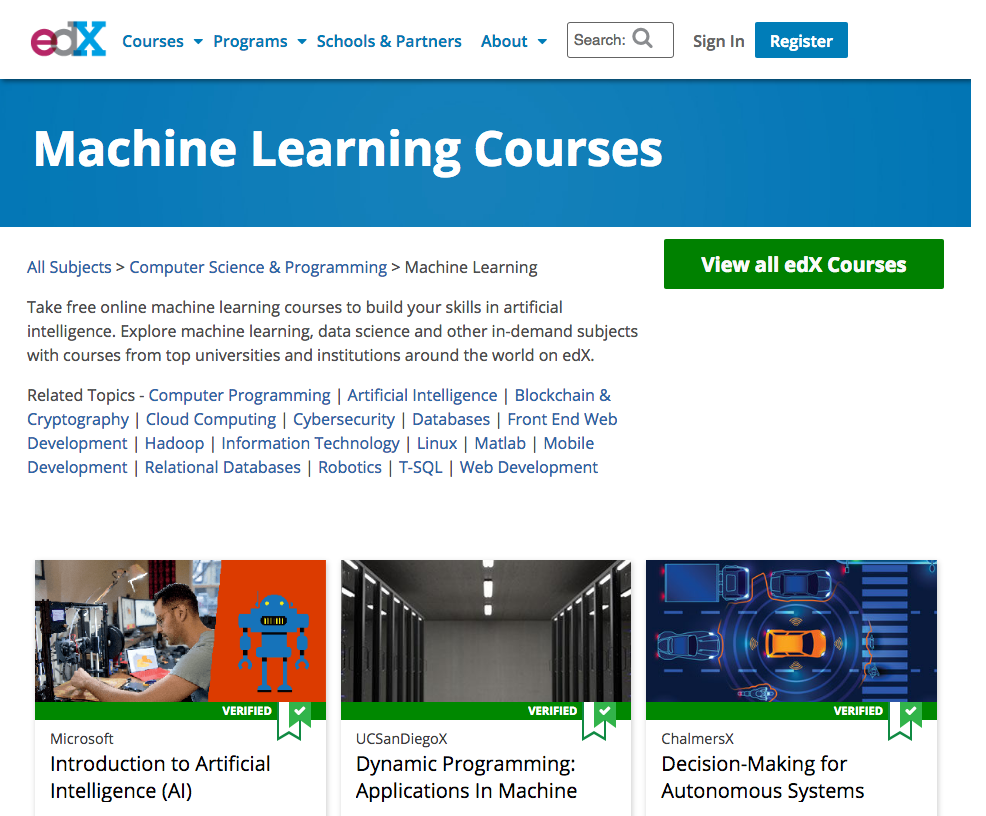 edX Courses Programs Schools & Partners About Search: Sign In Register
Machine Learning Courses
All Subjects > Computer Science & Programming > Machine Learning
View all edX Courses
Take free online machine learning courses to build your skills in artificial
intelligence. Explore machine learning, data science and other in-demand subjects
with courses from top universities and institutions around the world on edX.
Related Topics - Computer Programming | Artificial Intelligence | Blockchain &
Cryptography | Cloud Computing | Cybersecurity | Databases | Front End Web
Development | Hadoop | Information Technology | Linux | Matlab | Mobile
Development | Relational Databases | Robotics | T-SQL | Web Development
VERIFIED
Microsoft
Introduction to Artificial
Intelligence (AI)
VERIFIED
UCSanDiegoX
Dynamic Programming:
Applications In Machine
VERIFIED
ChalmersX
Decision-Making for
Autonomous Systems